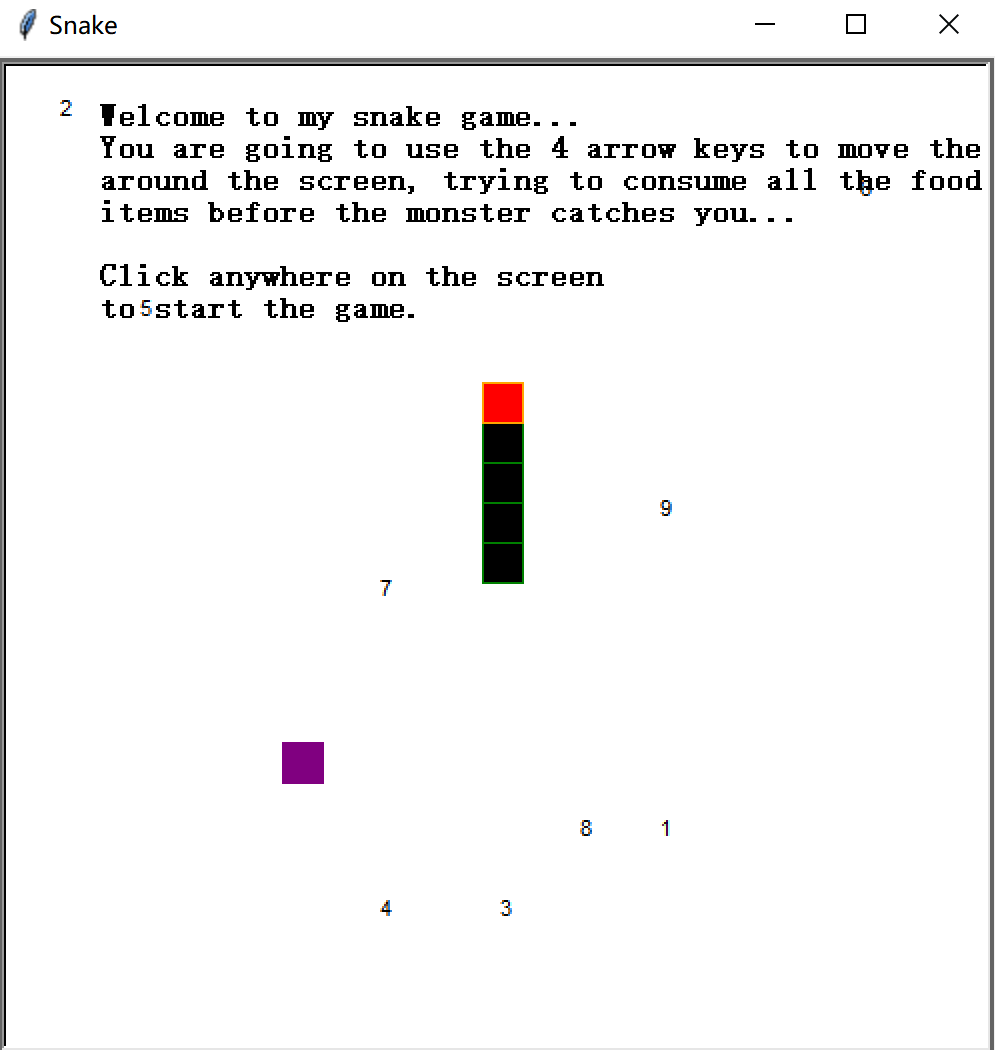 Snake
2
Welcome to my snake game...
You are going to use the 4 arrow keys to move the
around the screen, trying to consume all the food
6
items before the monster catches you...
Click anywhere on the screen
to start the game.
5
9
7
8 1
4 3